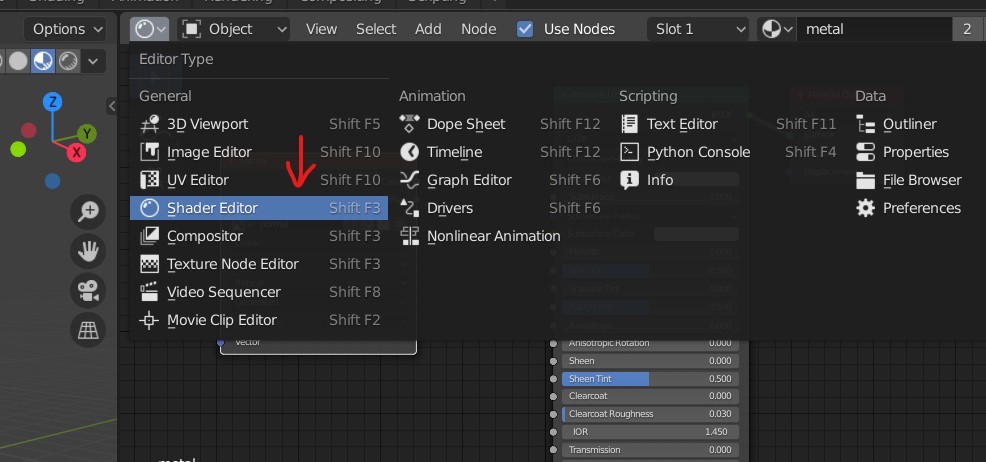 Options Object View Select Add Node Use Nodes Slot 1 metal 2
Editor Type
General Animation Scripting Data
3D Viewport Shift F5 Dope Sheet Shift F12 Text Editor Shift F11 Outliner
Image Editor Shift F10 Timeline Shift F12 Python Console Shift F4 Properties
UV Editor Shift F10 Graph Editor Shift F6 Info File Browser
Shader Editor Shift F3 Drivers Shift F6 Preferences
Compositor Shift F3 Nonlinear Animation
Texture Node Editor Shift F3
Video Sequencer Shift F8
Movie Clip Editor Shift F2
Z
Y
X
Vector
Anisotropic Rotation 0.000
Sheen 0.000
Sheen Tint 0.500
Clearcoat 0.000
Clearcoat Roughness 0.030
IOR 1.450
Transmission 0.000
metal